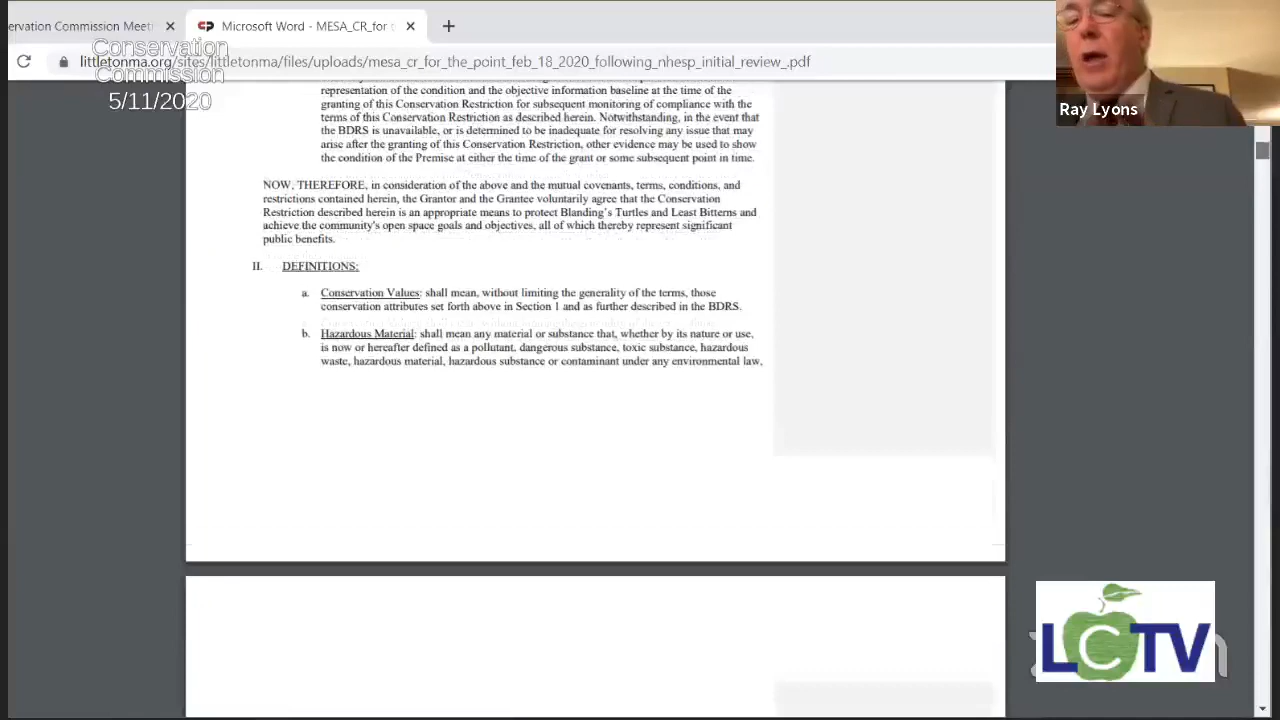 ervation Commission Meeti
Microsoft Word - MESA_CR_for t
Conservation
Commission
5/11/2020
littletonma.org/sites/littletonma/files/uploads/mesa_cr_for_the_point_feb_18_2020_following_nhesp_initial_review_.pdf
Ray Lyons
representation of the condition and the objective information baseline at the time of the
granting of this Conservation Restriction for subsequent monitoring of compliance with the
terms of this Conservation Restriction as described herein. Notwithstanding, in the event that
the BDRS is unavailable, or is determined to be inadequate for resolving any issue that may
arise after the granting of this Conservation Restriction, other evidence may be used to show
the condition of the Premise at either the time of the grant or some subsequent point in time.
NOW, THEREFORE, in consideration of the above and the mutual covenants, terms, conditions, and
restrictions contained herein, the Grantor and the Grantee voluntarily agree that the Conservation
Restriction described herein is an appropriate means to protect Blanding's Turtles and Least Bitterns and
achieve the community's open space goals and objectives, all of which thereby represent significant
public benefits.
II. DEFINITIONS:
a. Conservation Values: shall mean, without limiting the generality of the terms, those
conservation attributes set forth above in Section 1 and as further described in the BDRS.
b. Hazardous Material: shall mean any material or substance that, whether by its nature or use,
is now or hereafter defined as a pollutant, dangerous substance, toxic substance, hazardous
waste, hazardous material, hazardous substance or contaminant under any environmental law,
LCTV